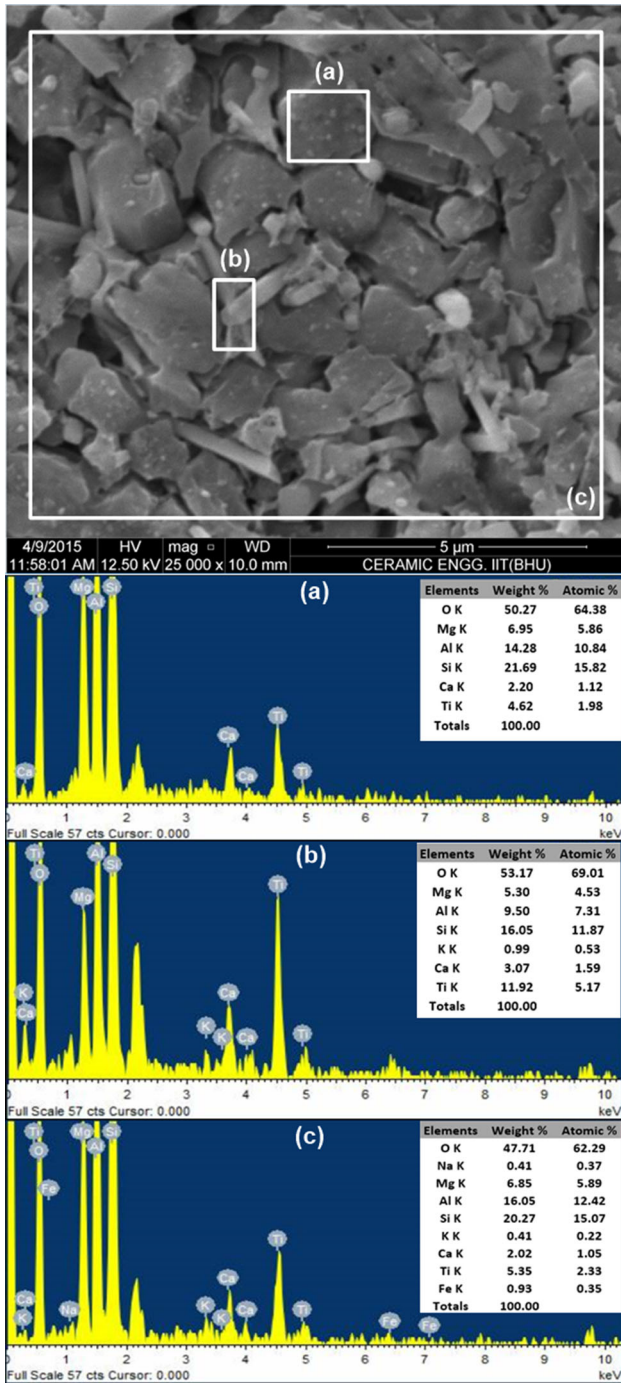 (a)
(b)
(c)
4/9/2015 HV mag □ WD 5 µm
11:58:01 AM 12.50 kV 25 000 x 10.0 mm CERAMIC ENGG. IIT(BHU)
(a)
Ti Mg Si
O Al
Ca
Ca
Ca
Ti
Ti
Elements Weight % Atomic %
O K 50.27 64.38
Mg K 6.95 5.86
Al K 14.28 10.84
Si K 21.69 15.82
Ca K 2.20 1.12
Ti K 4.62 1.98
Totals 100.00
0 1 2 3 4 5 6 7 8 9 10
Full Scale 57 cts Cursor: 0.000 keV
(b)
Ti Al
O Si
Mg
K
Ca
K
K
Ca
Ca
Ti
Ti
Elements Weight % Atomic %
O K 53.17 69.01
Mg K 5.30 4.53
Al K 9.50 7.31
Si K 16.05 11.87
K K 0.99 0.53
Ca K 3.07 1.59
Ti K 11.92 5.17
Totals 100.00
0 1 2 3 4 5 6 7 8 9 10
Full Scale 57 cts Cursor: 0.000 keV
(c)
Ti Mg Si
O Al
Fe
Ca
K
Na
K
K
Ca
Ca
Ti
Ti
Fe
Fe
Elements Weight % Atomic %
O K 47.71 62.29
Na K 0.41 0.37
Mg K 6.85 5.89
Al K 16.05 12.42
Si K 20.27 15.07
K K 0.41 0.22
Ca K 2.02 1.05
Ti K 5.35 2.33
Fe K 0.93 0.35
Totals 100.00
0 1 2 3 4 5 6 7 8 9 10
Full Scale 57 cts Cursor: 0.000 keV